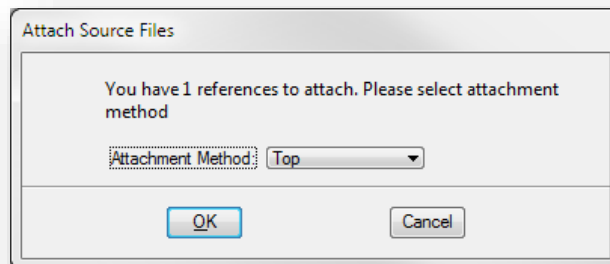 Attach Source Files
You have 1 references to attach. Please select attachment
method
Attachment Method: Top
OK Cancel